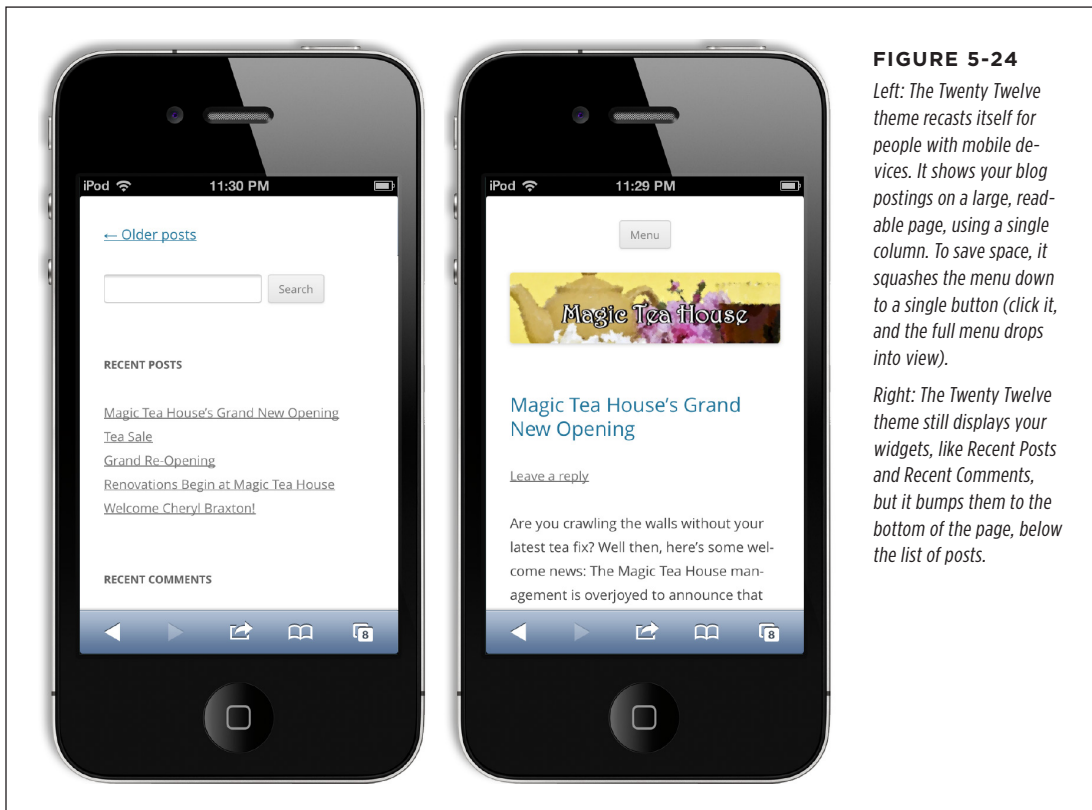 iPod 11:30 PM
← Older posts
Search
RECENT POSTS
Magic Tea House's Grand New Opening
Tea Sale
Grand Re-Opening
Renovations Begin at Magic Tea House
Welcome Cheryl Braxton!
RECENT COMMENTS
8
iPod 11:29 PM
Menu
Magic Tea House
Magic Tea House's Grand
New Opening
Leave a reply
Are you crawling the walls without your
latest tea fix? Well then, here's some wel-
come news: The Magic Tea House man-
agement is overjoyed to announce that
8
FIGURE 5-24
Left: The Twenty Twelve
theme recasts itself for
people with mobile de-
vices. It shows your blog
postings on a large, read-
able page, using a single
column. To save space, it
squashes the menu down
to a single button (click it,
and the full menu drops
into view).
Right: The Twenty Twelve
theme still displays your
widgets, like Recent Posts
and Recent Comments,
but it bumps them to the
bottom of the page, below
the list of posts.